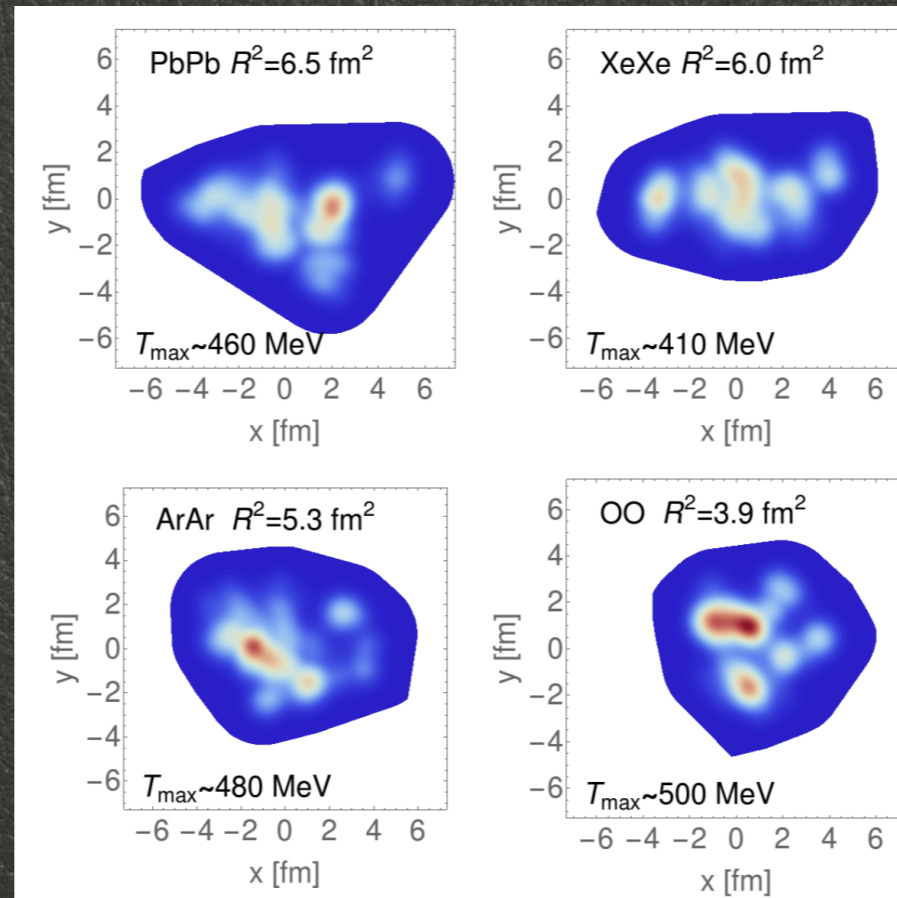 PbPb R²=6.5 fm²
6
4
2
0
−2
−4
−6
y [fm]
T_max~460 MeV
−6 −4 −2 0 2 4 6
x [fm]
XeXe R²=6.0 fm²
6
4
2
0
−2
−4
−6
y [fm]
T_max~410 MeV
−6 −4 −2 0 2 4 6
x [fm]
ArAr R²=5.3 fm²
6
4
2
0
−2
−4
−6
y [fm]
T_max~480 MeV
−6 −4 −2 0 2 4 6
x [fm]
OO R²=3.9 fm²
6
4
2
0
−2
−4
−6
y [fm]
T_max~500 MeV
−6 −4 −2 0 2 4 6
x [fm]